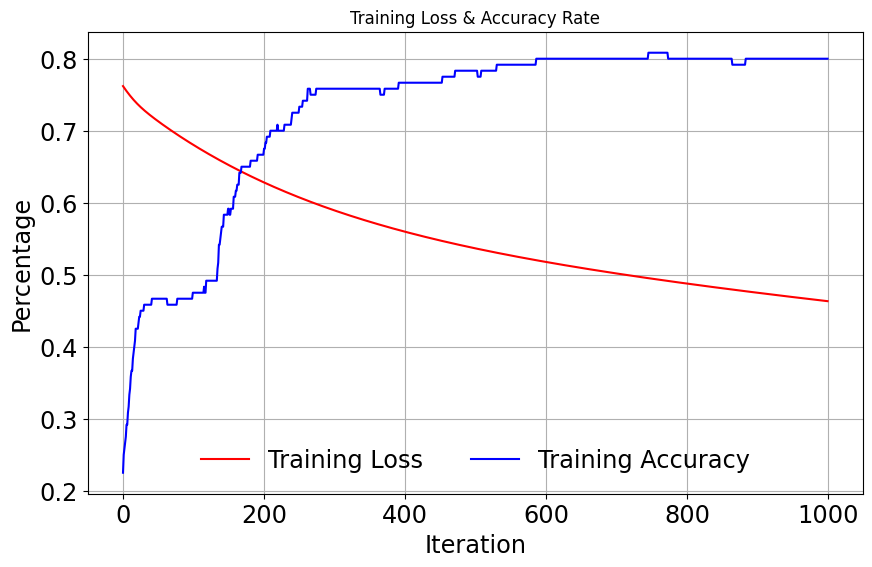 Training Loss & Accuracy Rate
Percentage
0.8
0.7
0.6
0.5
0.4
0.3
0.2
Training Loss Training Accuracy
0 200 400 600 800 1000
Iteration